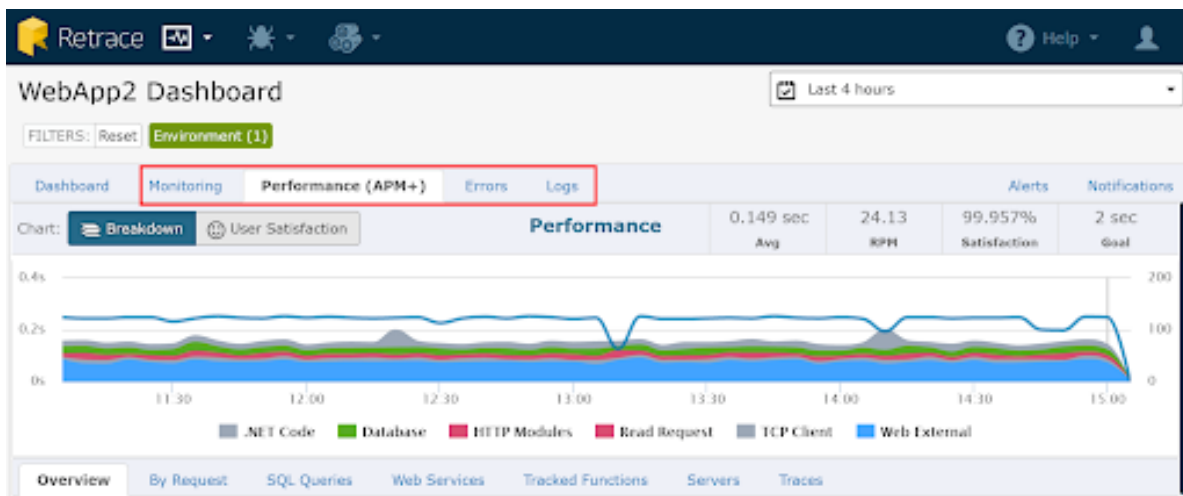 Retrace Help
WebApp2 Dashboard Last 4 hours
FILTERS: Reset Environment (1)
Dashboard Monitoring Performance (APM+) Errors Logs Alerts Notifications
Chart: Breakdown User Satisfaction Performance 0.149 sec 24.13 99.957% 2 sec
Avg RPM Satisfaction Goal
0.4s 200
0.2s 100
0s 0
11:30 12:00 12:30 13:00 13:30 14:00 14:30 15:00
.NET Code Database HTTP Modules Read Request TCP Client Web External
Overview By Request SQL Queries Web Services Tracked Functions Servers Traces